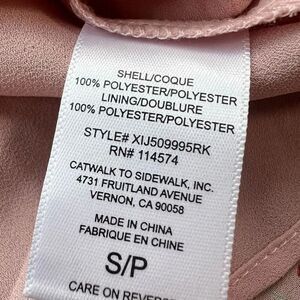 SHELL/COQUE
100% POLYESTER/POLYESTER
LINING/DOUBLURE
100% POLYESTER/POLYESTER
STYLE# XIJ509995RK
RN# 114574
CATWALK TO SIDEWALK, INC.
4731 FRUITLAND AVENUE
VERNON, CA 90058
MADE IN CHINA
FABRIQUE EN CHINE
S/P
CARE ON REVERS